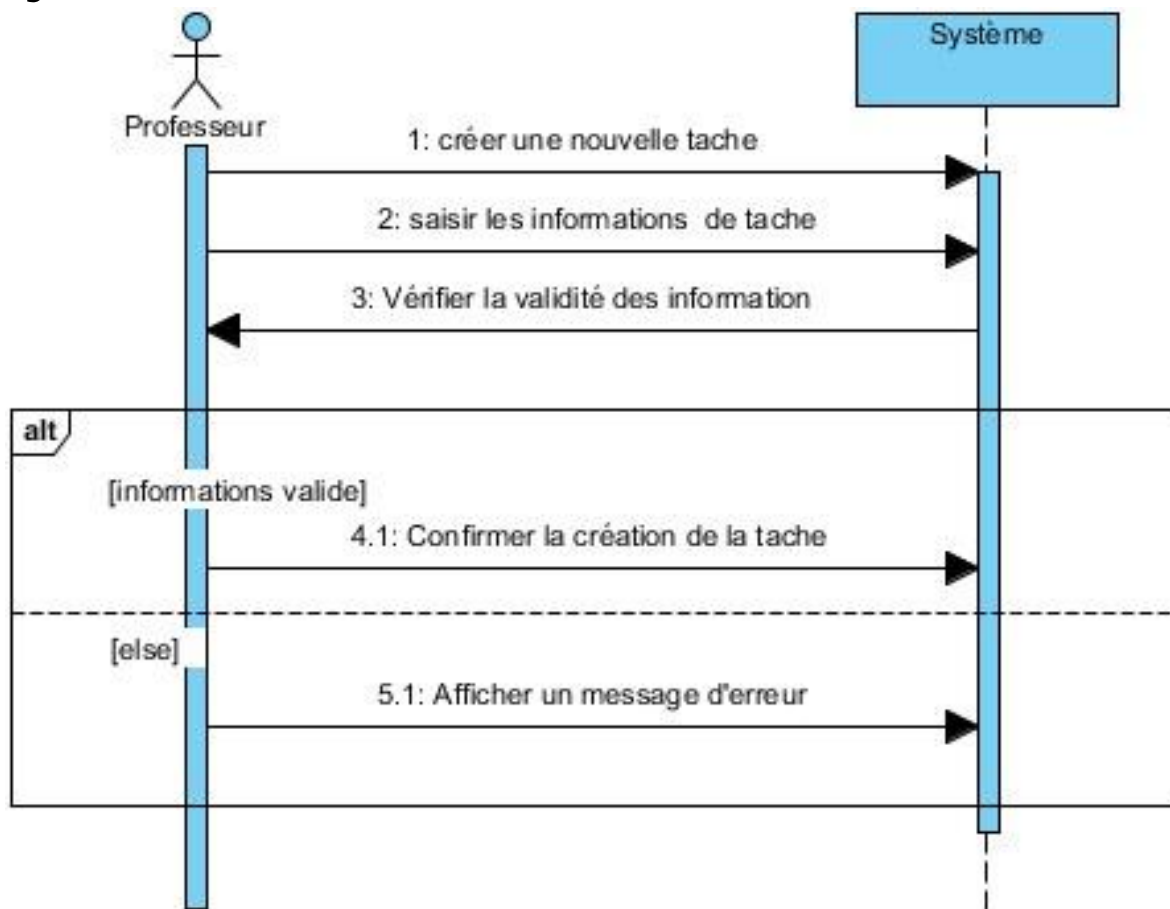 Professeur
Système
1: créer une nouvelle tache
2: saisir les informations  de tache
3: Vérifier la validité des information
alt
[informations valide]
4.1: Confirmer la création de la tache
[else]
5.1: Afficher un message d'erreur